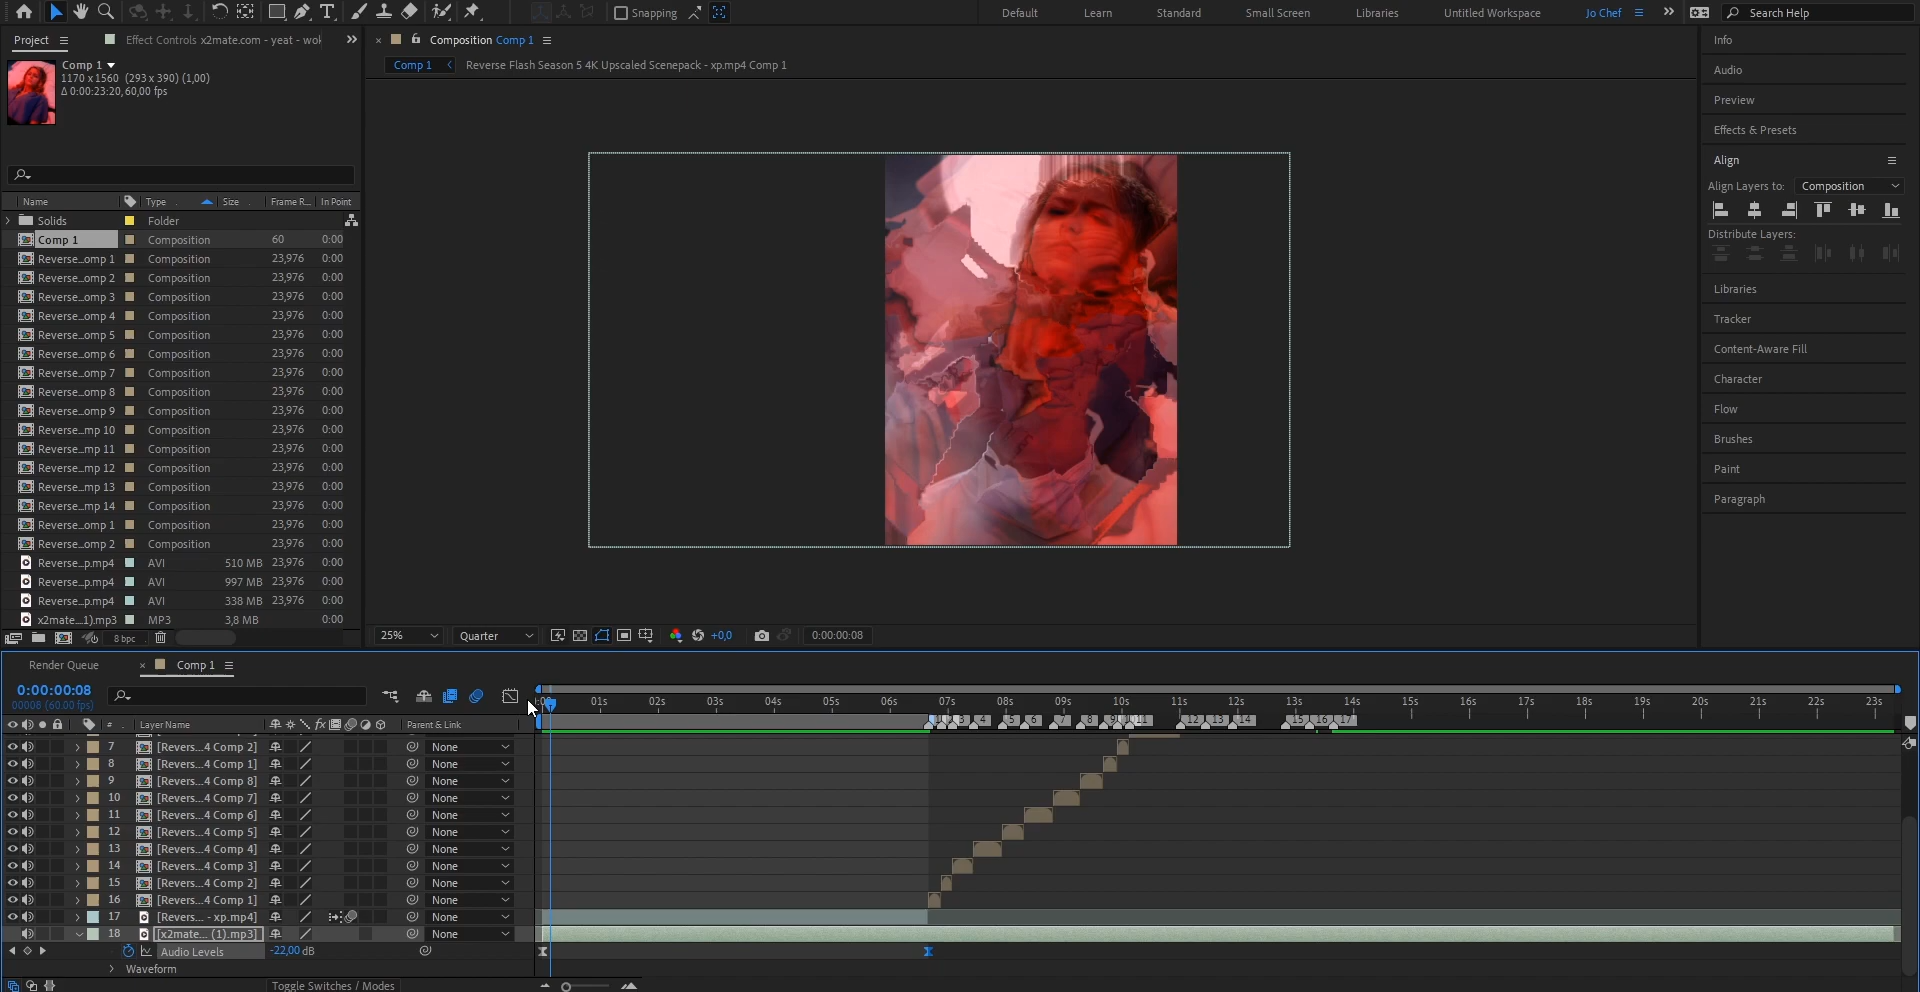 Snapping
Default
Learn
Standard
Small Screen
Libraries
Untitled Workspace
Jo Chef
Search Help
Project
Effect Controls x2mate.com - yeat - wok
Composition Comp 1
Comp 1
1170 x 1560 (293 x 390) (1,00)
Δ 0:00:23:20, 60,00 fps
Comp 1
Reverse Flash Season 5 4K Upscaled Scenepack - xp.mp4 Comp 1
Name Type Size Frame R... In Point
Solids Folder
Comp 1 Composition 60 0:00
Reverse...omp 1 Composition 23,976 0:00
Reverse...omp 2 Composition 23,976 0:00
Reverse...omp 3 Composition 23,976 0:00
Reverse...omp 4 Composition 23,976 0:00
Reverse...omp 5 Composition 23,976 0:00
Reverse...omp 6 Composition 23,976 0:00
Reverse...omp 7 Composition 23,976 0:00
Reverse...omp 8 Composition 23,976 0:00
Reverse...omp 9 Composition 23,976 0:00
Reverse...mp 10 Composition 23,976 0:00
Reverse...mp 11 Composition 23,976 0:00
Reverse...mp 12 Composition 23,976 0:00
Reverse...mp 13 Composition 23,976 0:00
Reverse...mp 14 Composition 23,976 0:00
Reverse...omp 1 Composition 23,976 0:00
Reverse...omp 2 Composition 23,976 0:00
Reverse...p.mp4 AVI 510 MB 23,976 0:00
Reverse...p.mp4 AVI 997 MB 23,976 0:00
Reverse...p.mp4 AVI 338 MB 23,976 0:00
x2mate....1).mp3 MP3 3,8 MB 0:00
8 bpc
25% Quarter +0,0 0:00:00:08
Info
Audio
Preview
Effects & Presets
Align
Align Layers to: Composition
Distribute Layers:
Libraries
Tracker
Content-Aware Fill
Character
Flow
Brushes
Paint
Paragraph
Render Queue
Comp 1
0:00:00:08
00008 (60.00 fps)
01s 02s 03s 04s 05s 06s 07s 08s 09s 10s 11s 12s 13s 14s 15s 16s 17s 18s 19s 20s 21s 22s 23s
# Layer Name fx Parent & Link
3 4 5 6 7 8 9 11 12 13 14 15 16 17
7 [Revers...4 Comp 2] None
8 [Revers...4 Comp 1] None
9 [Revers...4 Comp 8] None
10 [Revers...4 Comp 7] None
11 [Revers...4 Comp 6] None
12 [Revers...4 Comp 5] None
13 [Revers...4 Comp 4] None
14 [Revers...4 Comp 3] None
15 [Revers...4 Comp 2] None
16 [Revers...4 Comp 1] None
17 [Revers... - xp.mp4] None
18 [x2mate... (1).mp3] None
Audio Levels -22,00 dB
Waveform
Toggle Switches / Modes